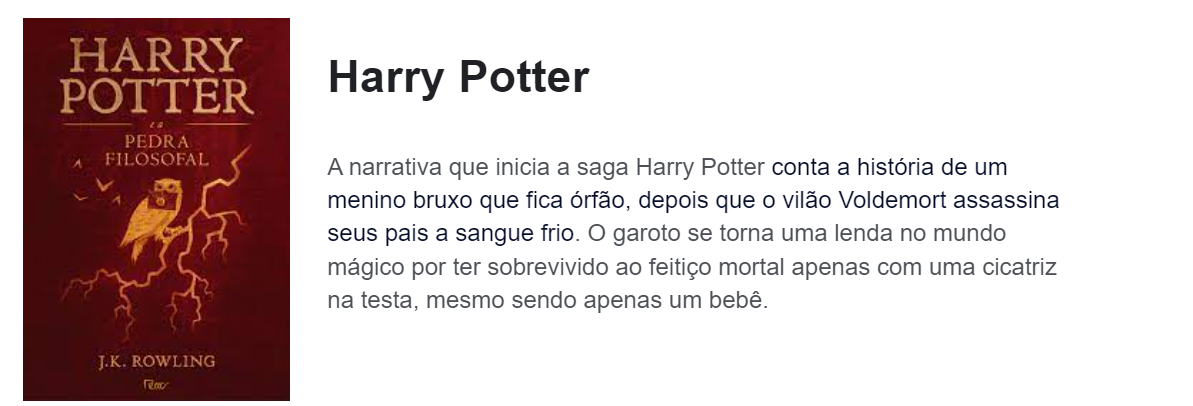 HARRY
POTTER
e a
PEDRA
FILOSOFAL
J.K. ROWLING
Harry Potter
A narrativa que inicia a saga Harry Potter conta a história de um
menino bruxo que fica órfão, depois que o vilão Voldemort assassina
seus pais a sangue frio. O garoto se torna uma lenda no mundo
mágico por ter sobrevivido ao feitiço mortal apenas com uma cicatriz
na testa, mesmo sendo apenas um bebê.